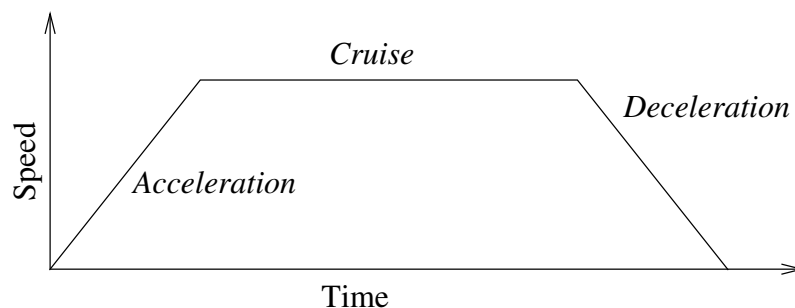 Cruise
Deceleration
Acceleration
Speed
Time